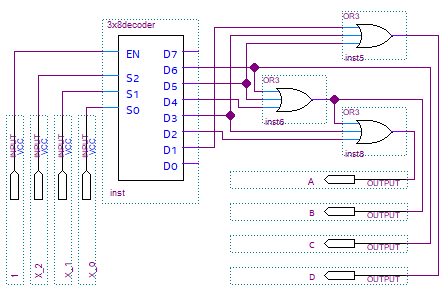 3x8decoder
OR3
EN
D7
D6
inst5
S2
D5
OR3
S1
D4
S0
D3
inst6
OR3
D2
D1
D0
inst8
inst
A
OUTPUT
B
OUTPUT
C
OUTPUT
D
OUTPUT
INPUT
VCC
INPUT
VCC
INPUT
VCC
INPUT
VCC
1
X_2
X_1
X_0